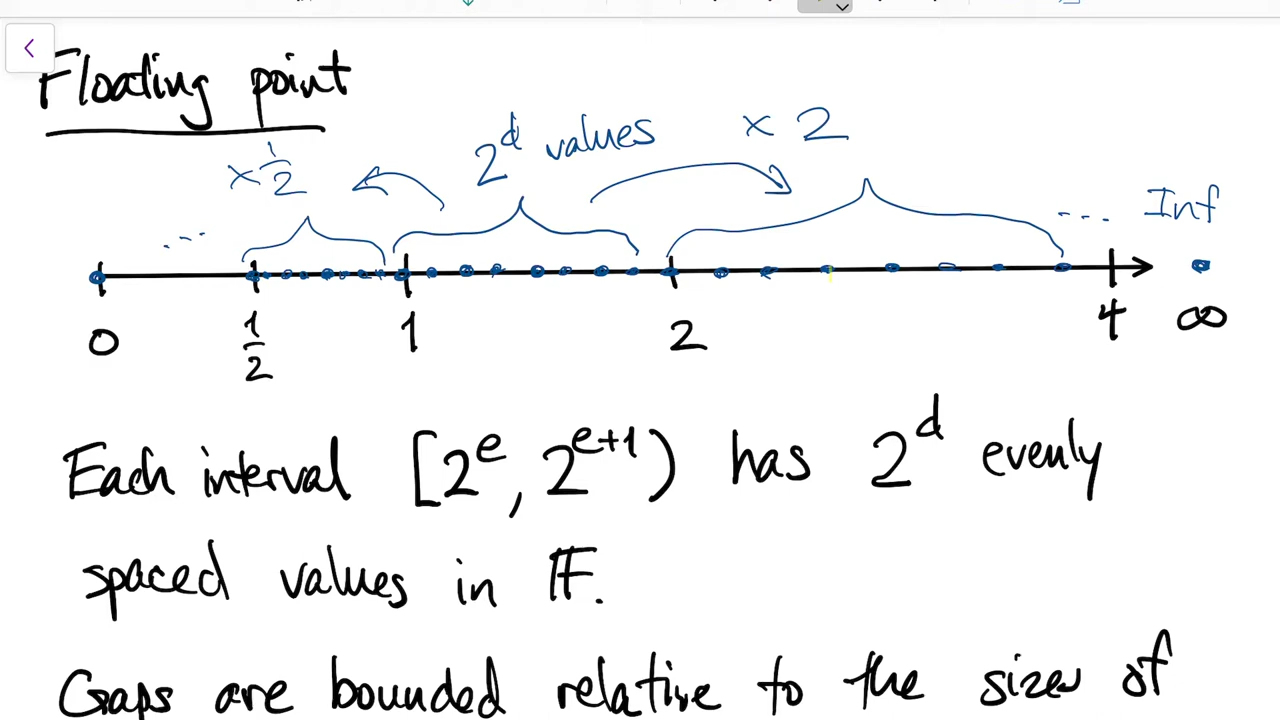 Floating point
× 1/2
2^d values
× 2
... ... Inf
0 1/2 1 2 4 ∞
Each interval [2^e, 2^{e+1}) has 2^d evenly
spaced values in 𝔽.
Gaps are bounded relative to the sizes of